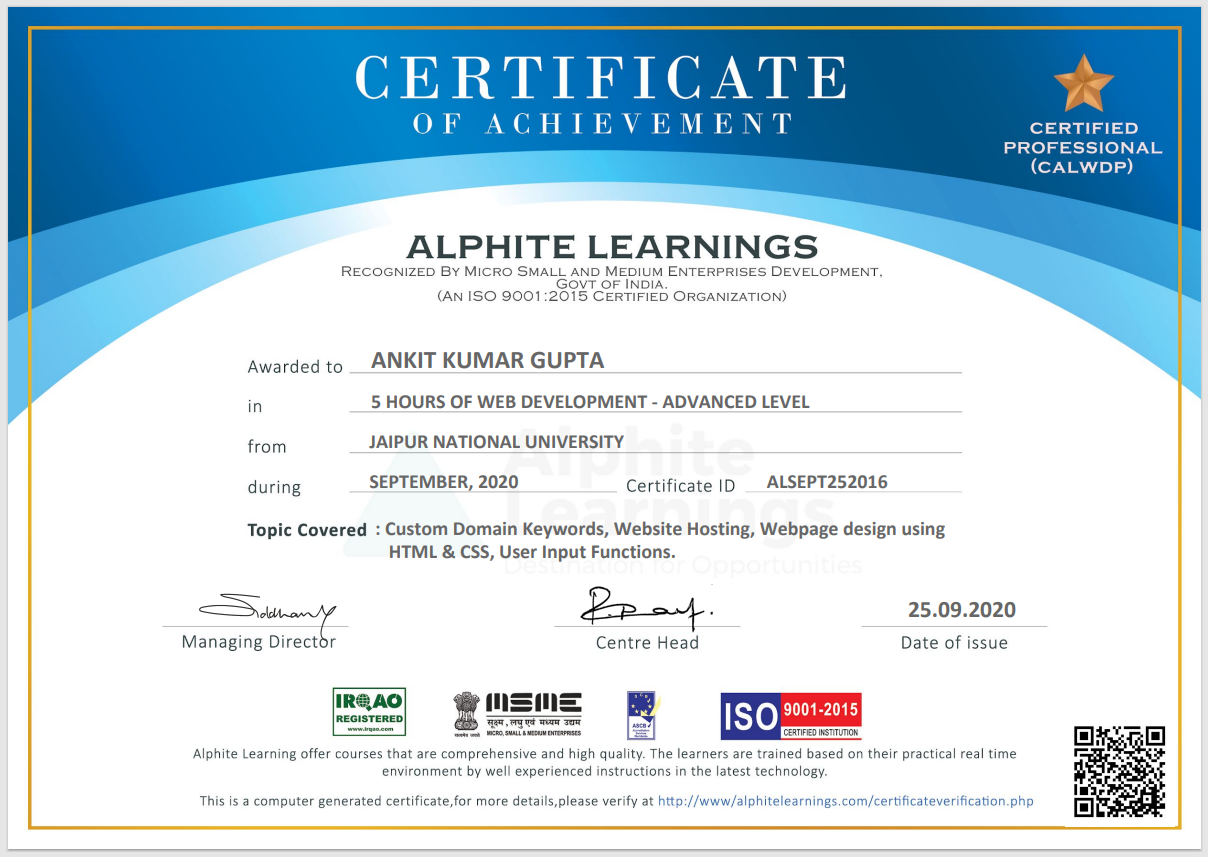 CERTIFICATE
OF ACHIEVEMENT
CERTIFIED
PROFESSIONAL
(CALWDP)
ALPHITE LEARNINGS
RECOGNIZED BY MICRO SMALL AND MEDIUM ENTERPRISES DEVELOPMENT,
GOVT OF INDIA.
(AN ISO 9001:2015 CERTIFIED ORGANIZATION)
Awarded to ANKIT KUMAR GUPTA
in 5 HOURS OF WEB DEVELOPMENT - ADVANCED LEVEL
from JAIPUR NATIONAL UNIVERSITY
during SEPTEMBER, 2020 Certificate ID ALSEPT252016
Alphite
Learnings
Destination for Opportunities
Topic Covered : Custom Domain Keywords, Website Hosting, Webpage design using
HTML & CSS, User Input Functions.
25.09.2020
Managing Director Centre Head Date of issue
IRQAO
REGISTERED
www.irqao.com
सत्यमेव जयते
MSME
सूक्ष्म, लघु एवं मध्यम उद्यम
MICRO, SMALL & MEDIUM ENTERPRISES
ASCB
ISO 9001-2015
CERTIFIED INSTITUTION
Alphite Learning offer courses that are comprehensive and high quality. The learners are trained based on their practical real time
environment by well experienced instructions in the latest technology.
This is a computer generated certificate,for more details,please verify at http://www/alphitelearnings.com/certificateverification.php